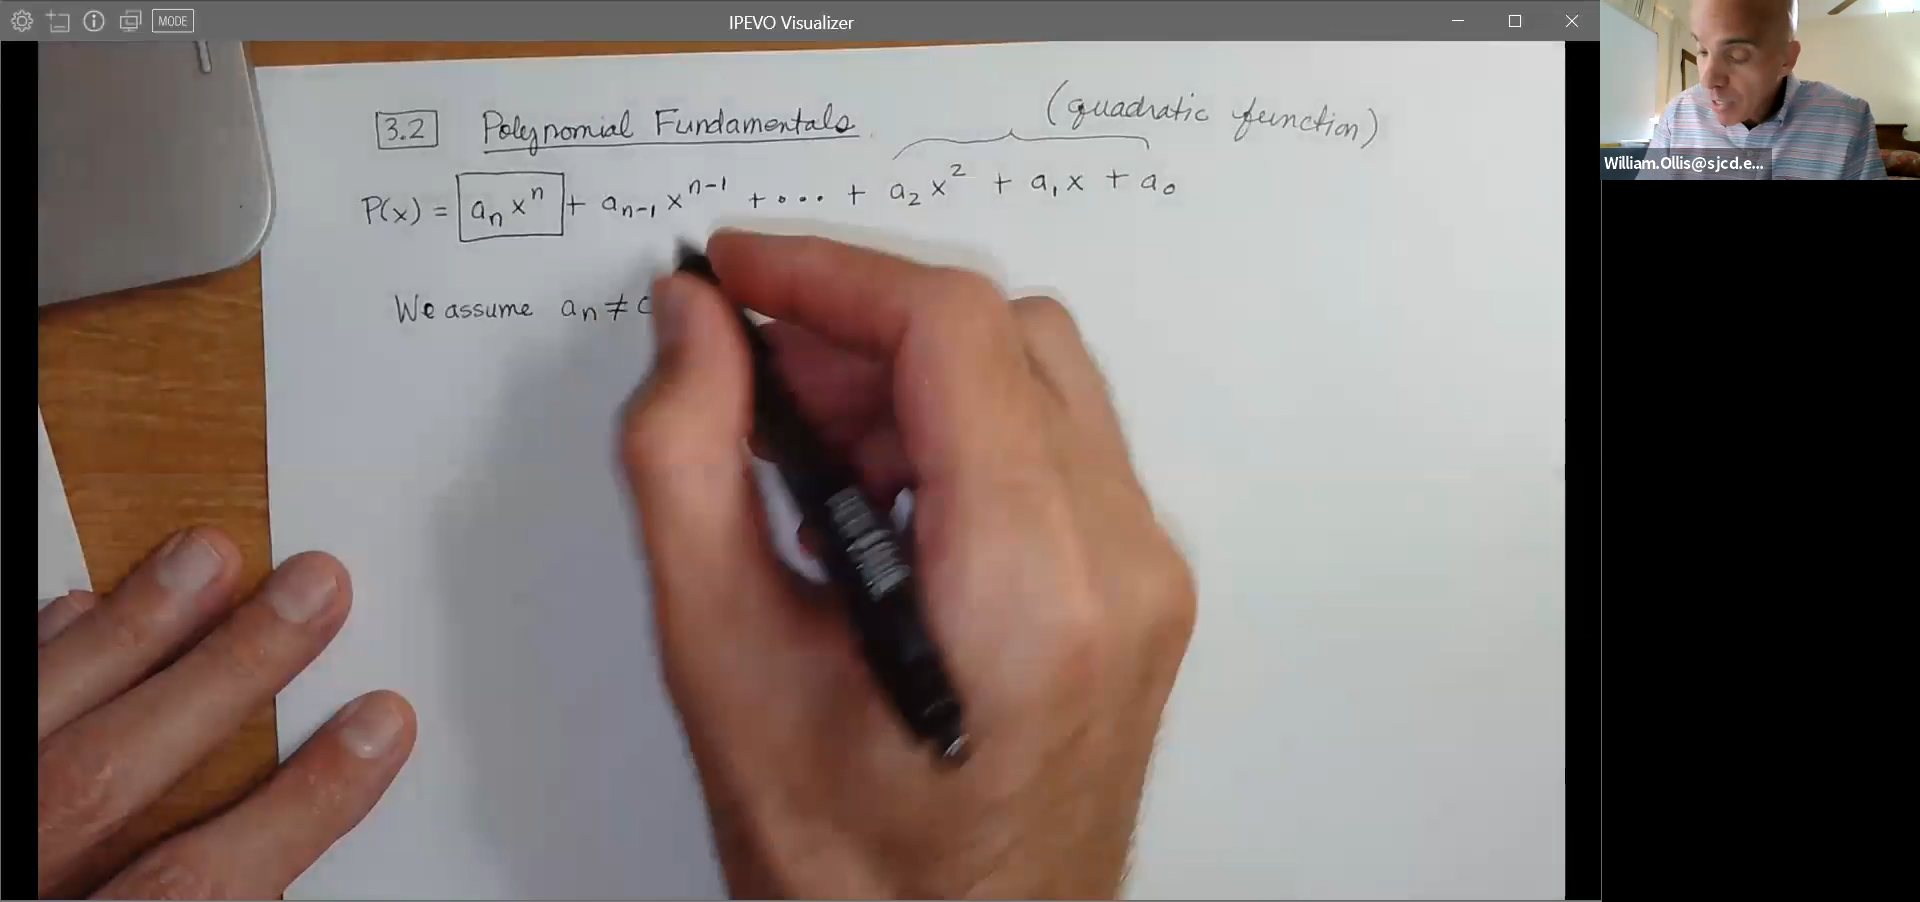 MODE
IPEVO Visualizer
3.2 Polynomial Fundamentals (quadratic function)
P(x) = aₙxⁿ + aₙ₋₁xⁿ⁻¹ + ... + a₂x² + a₁x + a₀
We assume aₙ ≠
William.Ollis@sjcd.e...